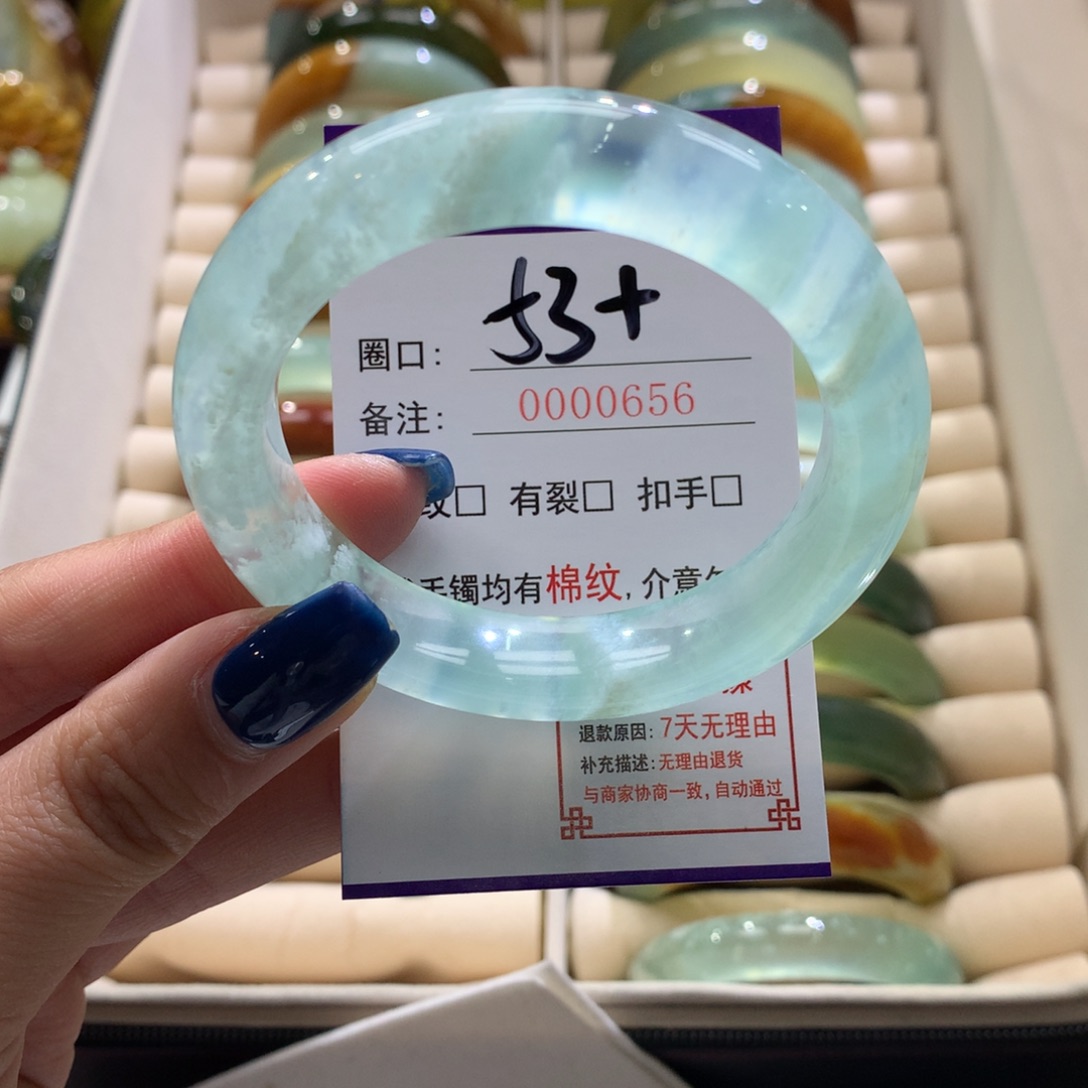 圈口: 53+
备注: 0000656
纹□ 有裂□ 扣手□
手镯均有棉纹, 介意
退款原因: 7天无理由
补充描述: 无理由退货
与商家协商一致, 自动通过